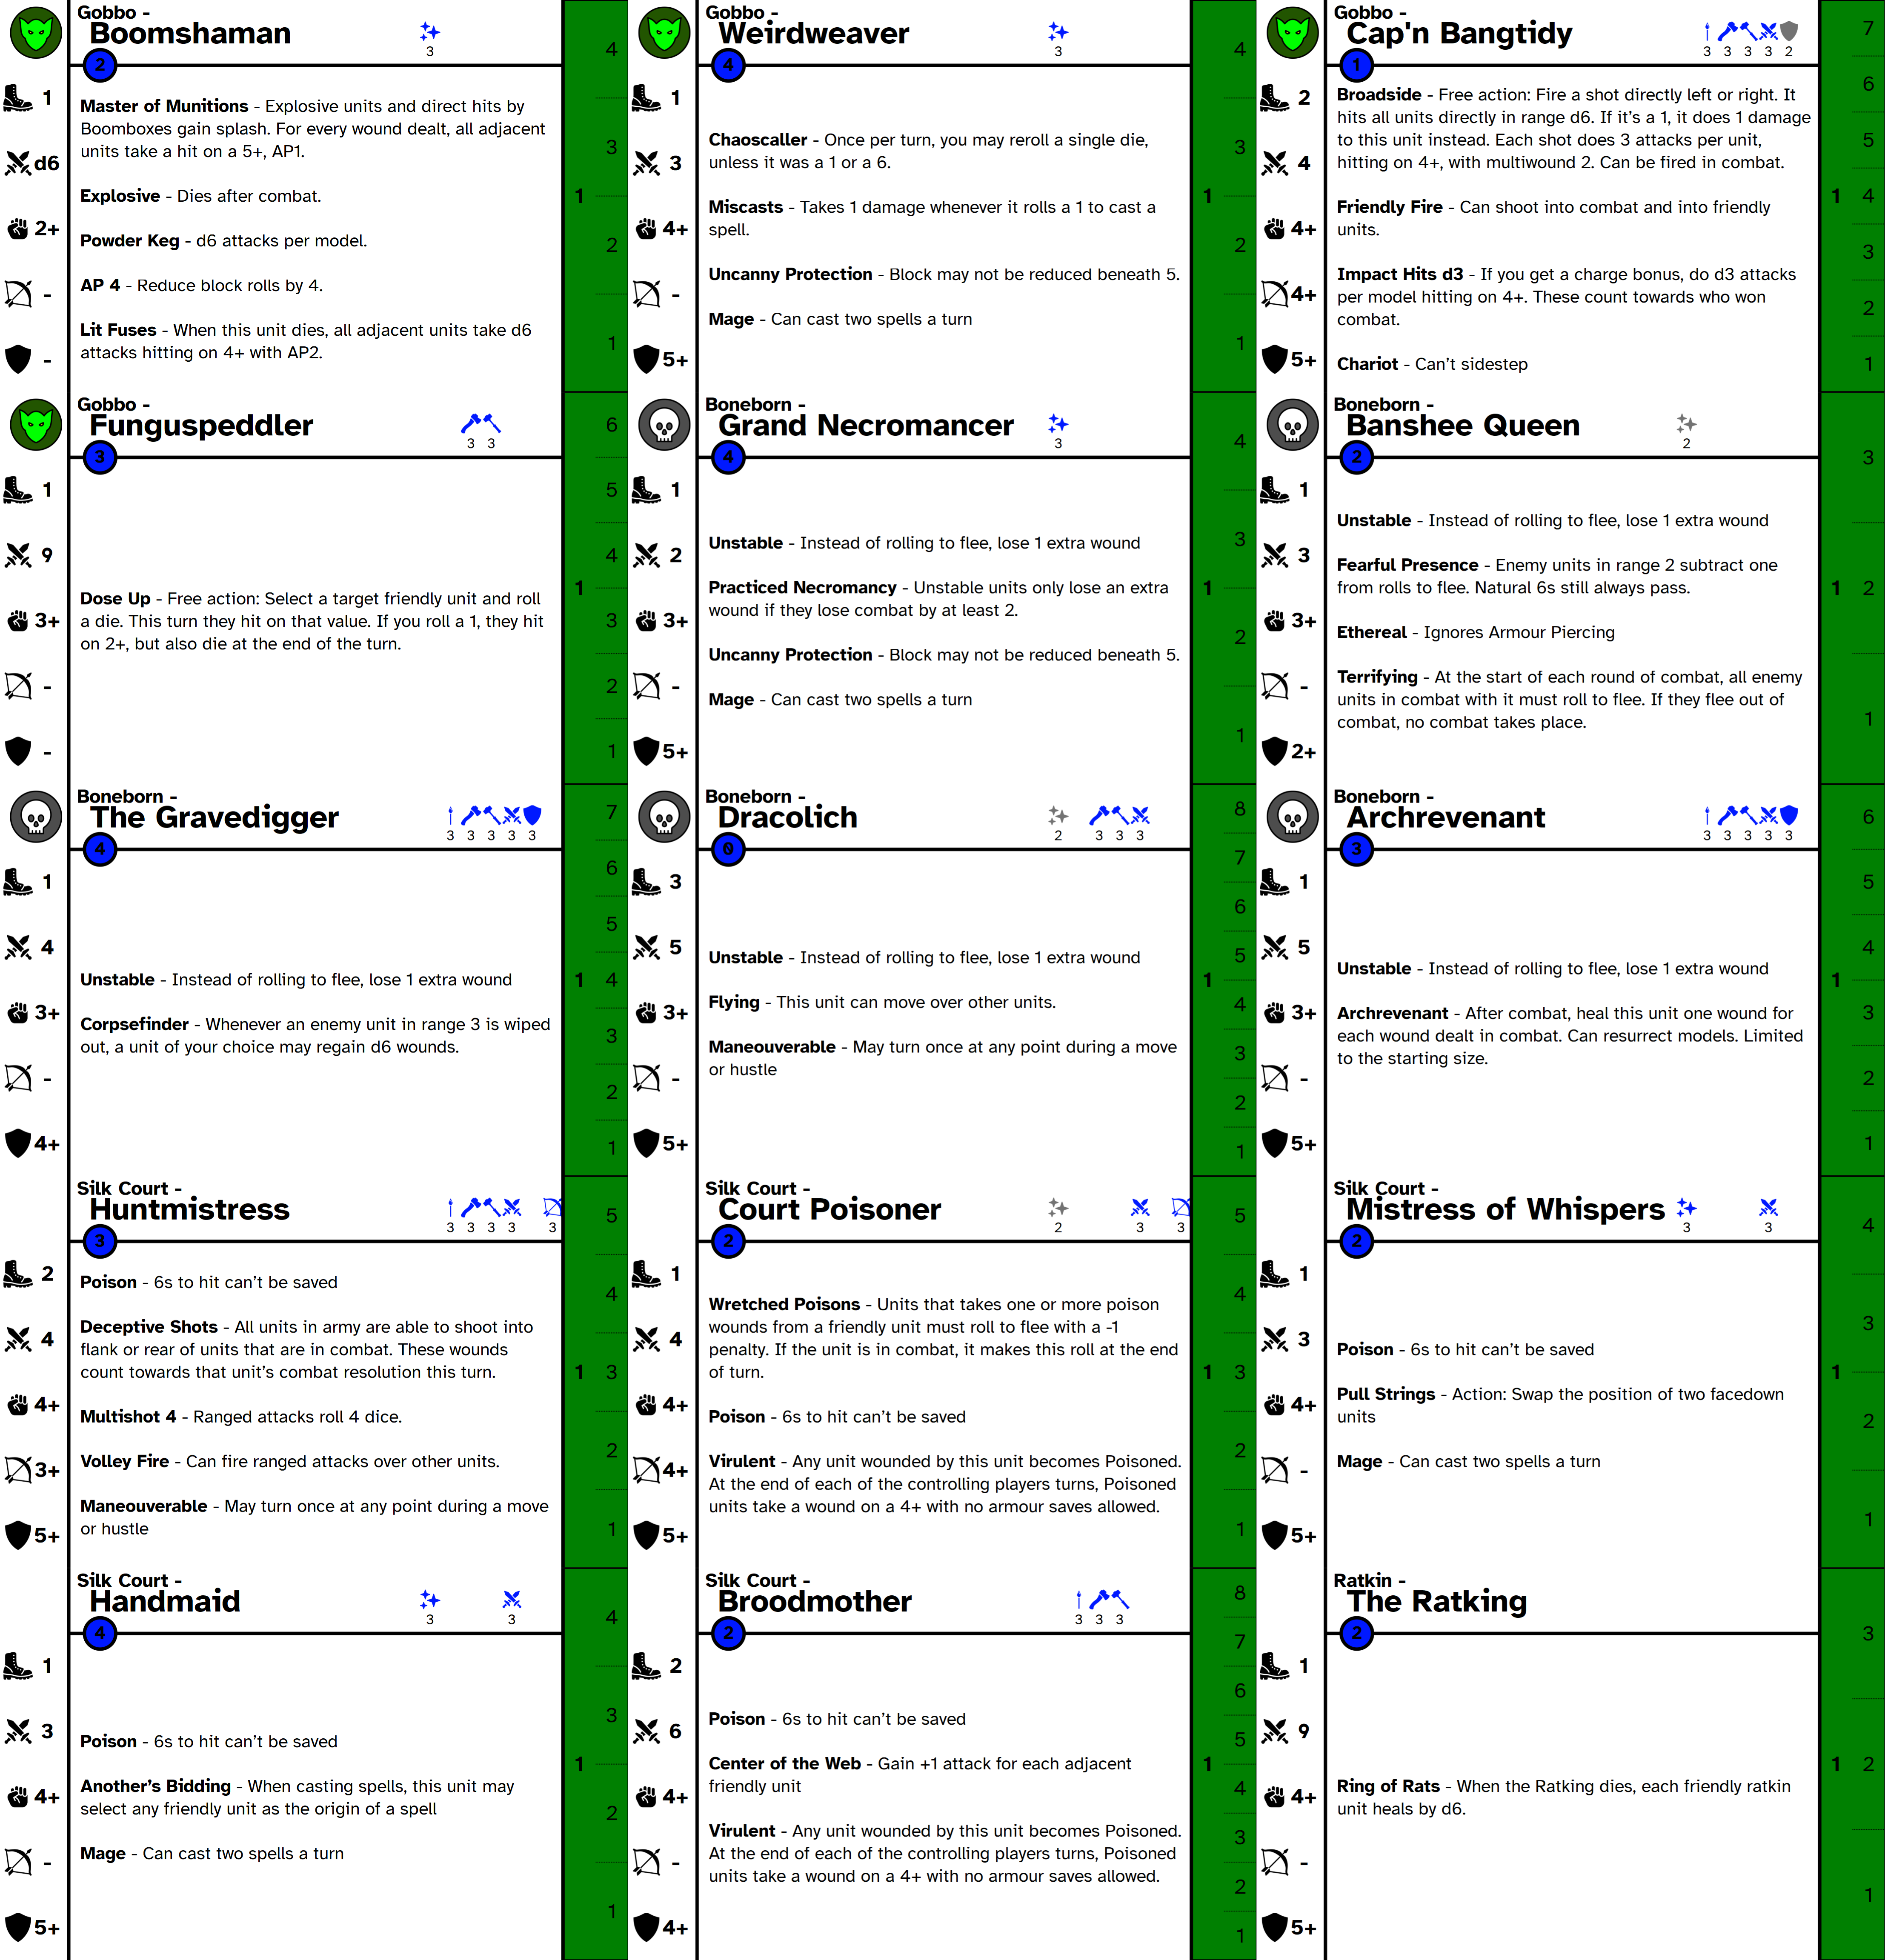 Gobbo -
Boomshaman
3
2
1
d6
2+
-
-
Master of Munitions - Explosive units and direct hits by
Boomboxes gain splash. For every wound dealt, all adjacent
units take a hit on a 5+, AP1.
Explosive - Dies after combat.
Powder Keg - d6 attacks per model.
AP 4 - Reduce block rolls by 4.
Lit Fuses - When this unit dies, all adjacent units take d6
attacks hitting on 4+ with AP2.
1
4
3
2
1
Gobbo -
Weirdweaver
3
4
1
3
4+
-
5+
Chaoscaller - Once per turn, you may reroll a single die,
unless it was a 1 or a 6.
Miscasts - Takes 1 damage whenever it rolls a 1 to cast a
spell.
Uncanny Protection - Block may not be reduced beneath 5.
Mage - Can cast two spells a turn
1
4
3
2
1
Gobbo -
Cap'n Bangtidy
3 3 3 3 2
1
2
4
4+
4+
5+
Broadside - Free action: Fire a shot directly left or right. It
hits all units directly in range d6. If it's a 1, it does 1 damage
to this unit instead. Each shot does 3 attacks per unit,
hitting on 4+, with multiwound 2. Can be fired in combat.
Friendly Fire - Can shoot into combat and into friendly
units.
Impact Hits d3 - If you get a charge bonus, do d3 attacks
per model hitting on 4+. These count towards who won
combat.
Chariot - Can't sidestep
1
7
6
5
4
3
2
1
Gobbo -
Funguspeddler
3 3
3
1
9
3+
-
-
Dose Up - Free action: Select a target friendly unit and roll
a die. This turn they hit on that value. If you roll a 1, they hit
on 2+, but also die at the end of the turn.
1
6
5
4
3
2
1
Boneborn -
Grand Necromancer
3
4
1
2
3+
-
5+
Unstable - Instead of rolling to flee, lose 1 extra wound
Practiced Necromancy - Unstable units only lose an extra
wound if they lose combat by at least 2.
Uncanny Protection - Block may not be reduced beneath 5.
Mage - Can cast two spells a turn
1
4
3
2
1
Boneborn -
Banshee Queen
2
2
1
3
3+
-
2+
Unstable - Instead of rolling to flee, lose 1 extra wound
Fearful Presence - Enemy units in range 2 subtract one
from rolls to flee. Natural 6s still always pass.
Ethereal - Ignores Armour Piercing
Terrifying - At the start of each round of combat, all enemy
units in combat with it must roll to flee. If they flee out of
combat, no combat takes place.
1
3
2
1
Boneborn -
The Gravedigger
3 3 3 3 3
4
1
4
3+
-
4+
Unstable - Instead of rolling to flee, lose 1 extra wound
Corpsefinder - Whenever an enemy unit in range 3 is wiped
out, a unit of your choice may regain d6 wounds.
1
7
6
5
4
3
2
1
Boneborn -
Dracolich
2 3 3 3
0
3
5
3+
-
5+
Unstable - Instead of rolling to flee, lose 1 extra wound
Flying - This unit can move over other units.
Maneouverable - May turn once at any point during a move
or hustle
1
8
7
6
5
4
3
2
1
Boneborn -
Archrevenant
3 3 3 3 3
3
1
5
3+
-
5+
Unstable - Instead of rolling to flee, lose 1 extra wound
Archrevenant - After combat, heal this unit one wound for
each wound dealt in combat. Can resurrect models. Limited
to the starting size.
1
6
5
4
3
2
1
Silk Court -
Huntmistress
3 3 3 3 3
3
2
4
4+
3+
5+
Poison - 6s to hit can't be saved
Deceptive Shots - All units in army are able to shoot into
flank or rear of units that are in combat. These wounds
count towards that unit's combat resolution this turn.
Multishot 4 - Ranged attacks roll 4 dice.
Volley Fire - Can fire ranged attacks over other units.
Maneouverable - May turn once at any point during a move
or hustle
1
5
4
3
2
1
Silk Court -
Court Poisoner
2 3 3
2
1
4
4+
4+
5+
Wretched Poisons - Units that takes one or more poison
wounds from a friendly unit must roll to flee with a -1
penalty. If the unit is in combat, it makes this roll at the end
of turn.
Poison - 6s to hit can't be saved
Virulent - Any unit wounded by this unit becomes Poisoned.
At the end of each of the controlling players turns, Poisoned
units take a wound on a 4+ with no armour saves allowed.
1
5
4
3
2
1
Silk Court -
Mistress of Whispers
3 3
2
1
3
4+
-
5+
Poison - 6s to hit can't be saved
Pull Strings - Action: Swap the position of two facedown
units
Mage - Can cast two spells a turn
1
4
3
2
1
Silk Court -
Handmaid
3 3
4
1
3
4+
-
5+
Poison - 6s to hit can't be saved
Another's Bidding - When casting spells, this unit may
select any friendly unit as the origin of a spell
Mage - Can cast two spells a turn
1
4
3
2
1
Silk Court -
Broodmother
3 3 3
2
2
6
4+
-
4+
Poison - 6s to hit can't be saved
Center of the Web - Gain +1 attack for each adjacent
friendly unit
Virulent - Any unit wounded by this unit becomes Poisoned.
At the end of each of the controlling players turns, Poisoned
units take a wound on a 4+ with no armour saves allowed.
1
8
7
6
5
4
3
2
1
Ratkin -
The Ratking
2
1
9
4+
-
5+
Ring of Rats - When the Ratking dies, each friendly ratkin
unit heals by d6.
1
3
2
1